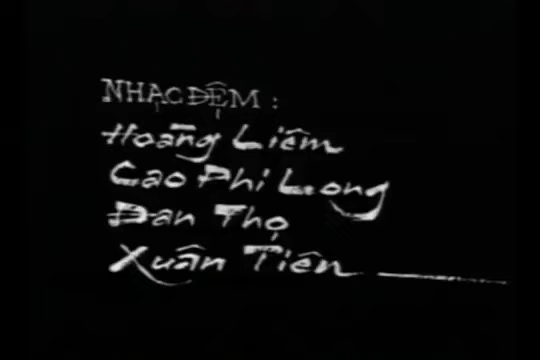 NHẠC ĐỆM :
Hoàng Liêm
Cao Phi Long
Đan Thọ
Xuân Tiên